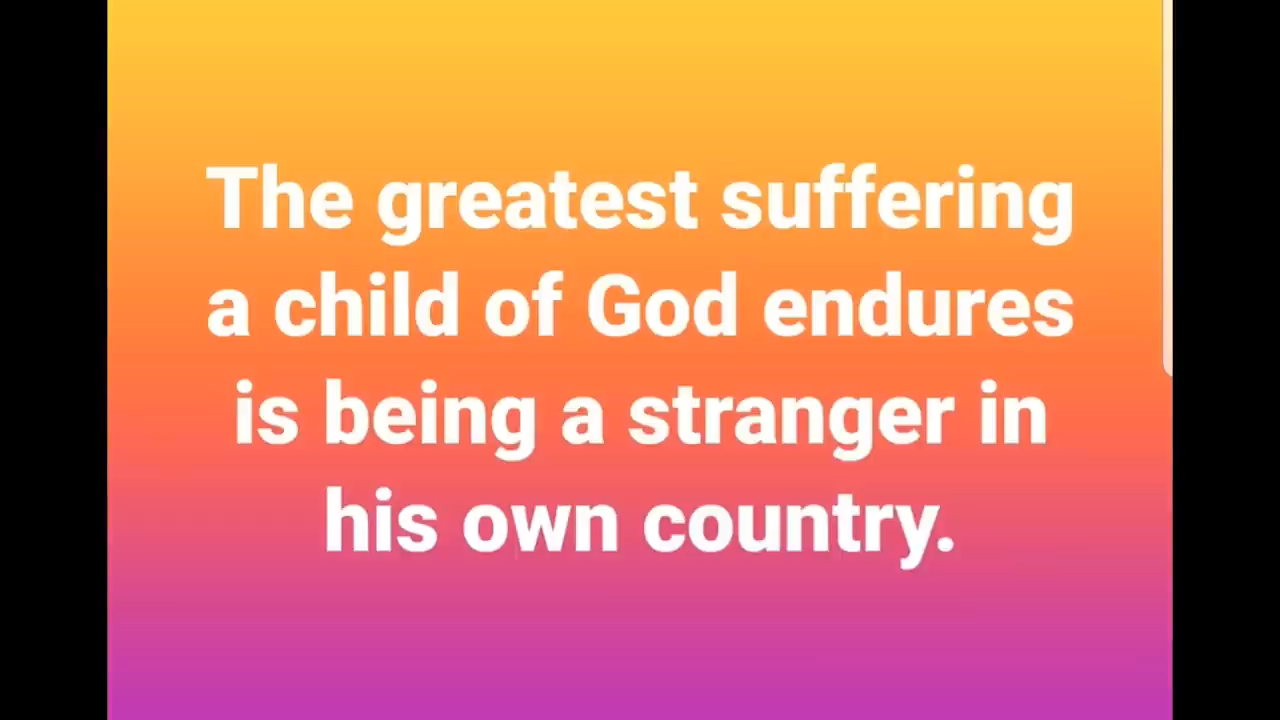 The greatest suffering
a child of God endures
is being a stranger in
his own country.